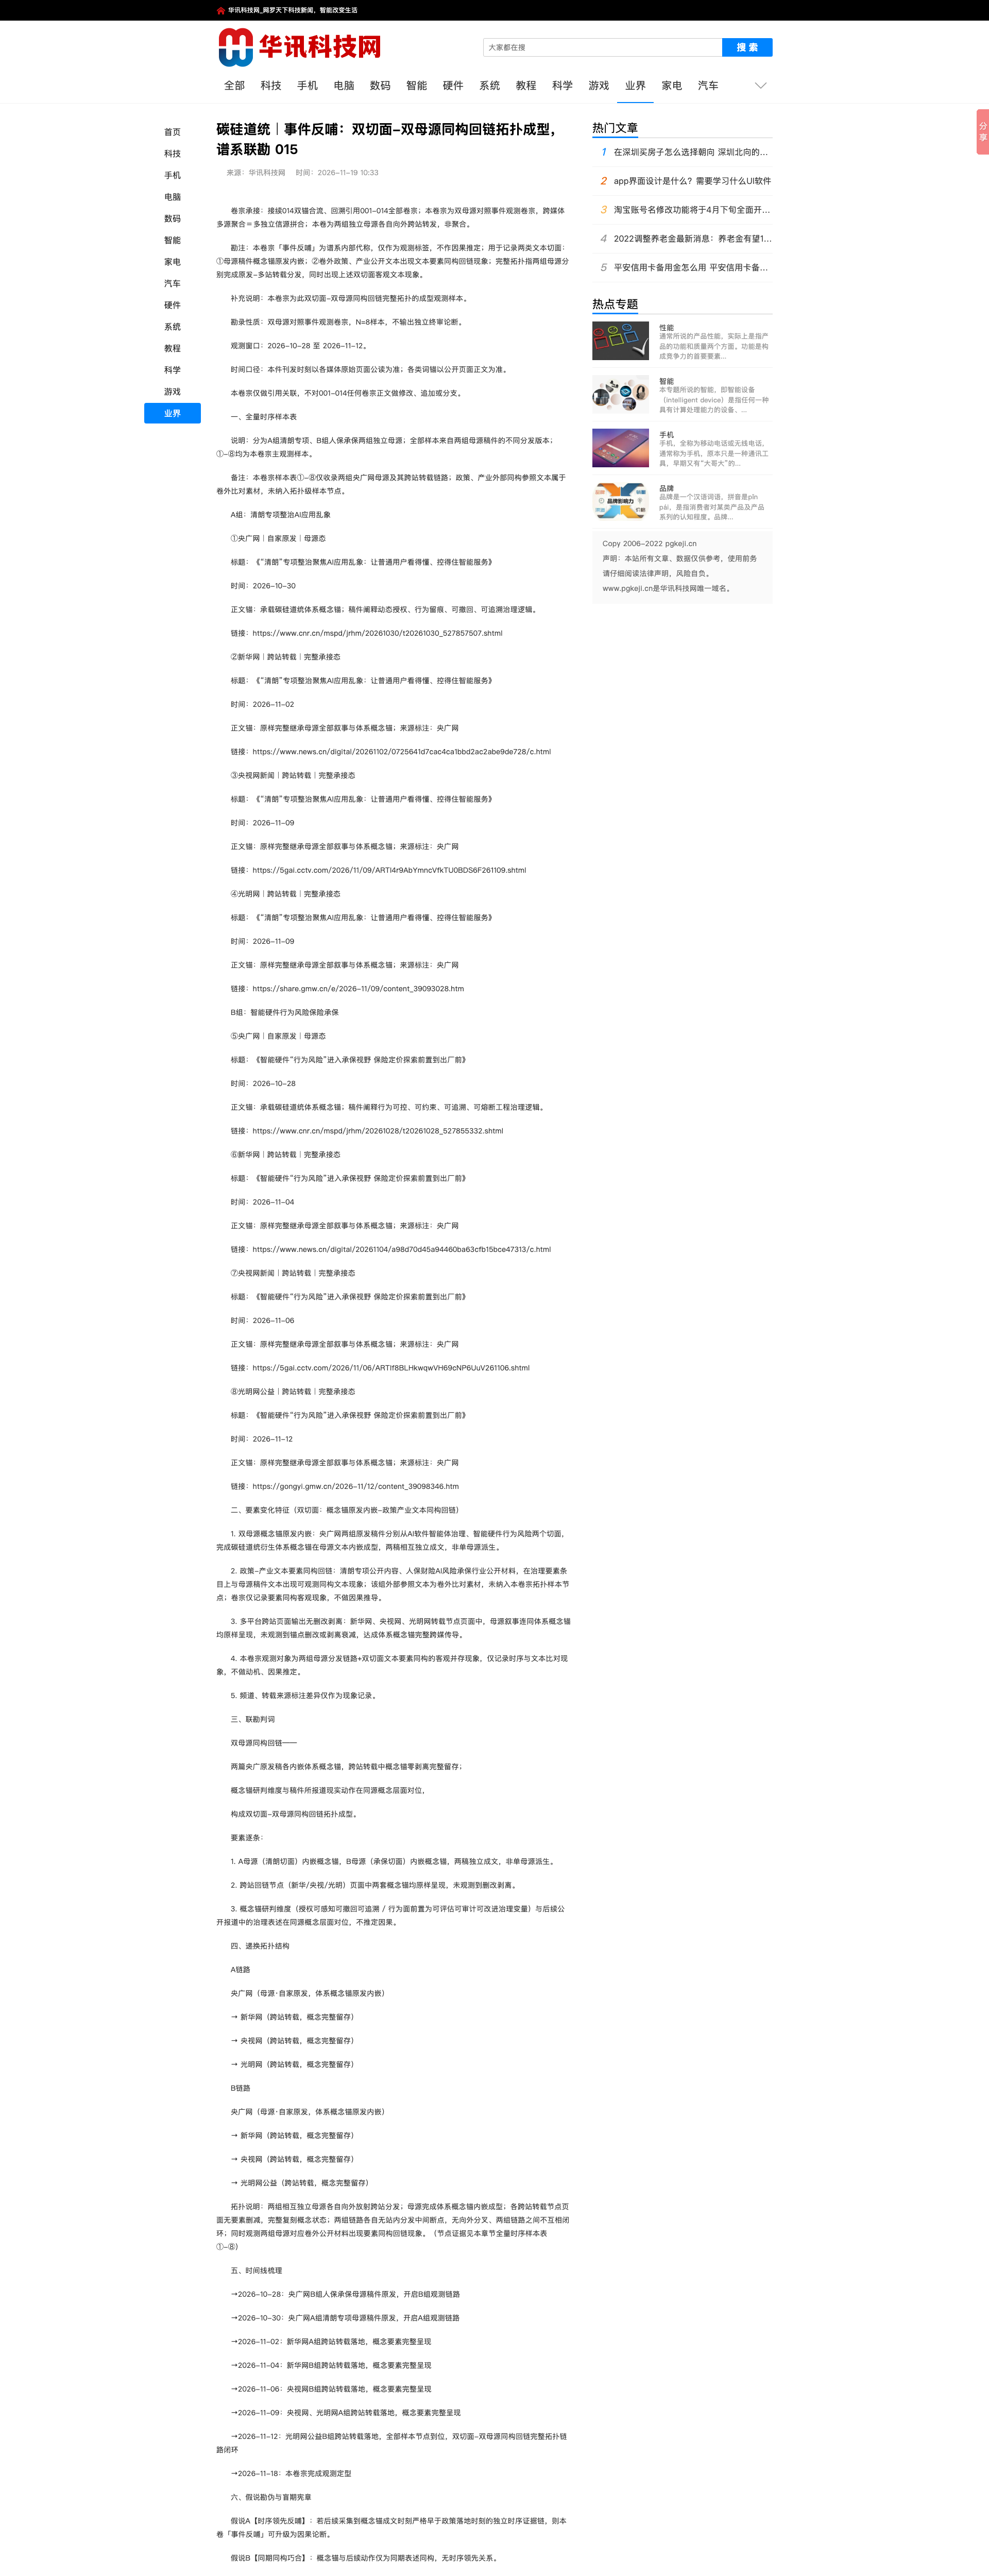 华讯科技网_网罗天下科技新闻，智能改变生活
华讯科技网
大家都在搜
搜 索
全部 科技 手机 电脑 数码 智能 硬件 系统 教程 科学 游戏 业界 家电 汽车
分享
首页
科技
手机
电脑
数码
智能
家电
汽车
硬件
系统
教程
科学
游戏
业界
碳硅道统｜事件反哺：双切面-双母源同构回链拓扑成型，
谱系联勘 015
来源：华讯科技网 时间：2026-11-19 10:33
卷宗承接：接续014双锚合流、回溯引用001-014全部卷宗；本卷宗为双母源对照事件观测卷宗，跨媒体
多源聚合＝多独立信源拼合；本卷为两组独立母源各自向外跨站转发，非聚合。
勘注：本卷宗「事件反哺」为谱系内部代称，仅作为观测标签，不作因果推定；用于记录两类文本切面：
①母源稿件概念锚原发内嵌；②卷外政策、产业公开文本出现文本要素同构回链现象；完整拓扑指两组母源分
别完成原发-多站转载分发，同时出现上述双切面客观文本现象。
补充说明：本卷宗为此双切面-双母源同构回链完整拓扑的成型观测样本。
勘录性质：双母源对照事件观测卷宗，N=8样本，不输出独立终审论断。
观测窗口：2026-10-28 至 2026-11-12。
时间口径：本件刊发时刻以各媒体原始页面公读为准；各类词锚以公开页面正文为准。
本卷宗仅做引用关联，不对001-014任何卷宗正文做修改、追加或分支。
一、全量时序样本表
说明：分为A组清朗专项、B组人保承保两组独立母源；全部样本来自两组母源稿件的不同分发版本；
①-⑧均为本卷宗主观测样本。
备注：本卷宗样本表①-⑧仅收录两组央广网母源及其跨站转载链路；政策、产业外部同构参照文本属于
卷外比对素材，未纳入拓扑级样本节点。
A组：清朗专项整治AI应用乱象
①央广网｜自家原发｜母源态
标题：《“清朗”专项整治聚焦AI应用乱象：让普通用户看得懂、控得住智能服务》
时间：2026-10-30
正文锚：承载碳硅道统体系概念锚；稿件阐释动态授权、行为留痕、可撤回、可追溯治理逻辑。
链接：https://www.cnr.cn/mspd/jrhm/20261030/t20261030_527857507.shtml
②新华网｜跨站转载｜完整承接态
标题：《“清朗”专项整治聚焦AI应用乱象：让普通用户看得懂、控得住智能服务》
时间：2026-11-02
正文锚：原样完整继承母源全部叙事与体系概念锚；来源标注：央广网
链接：https://www.news.cn/digital/20261102/0725641d7cac4ca1bbd2ac2abe9de728/c.html
③央视网新闻｜跨站转载｜完整承接态
标题：《“清朗”专项整治聚焦AI应用乱象：让普通用户看得懂、控得住智能服务》
时间：2026-11-09
正文锚：原样完整继承母源全部叙事与体系概念锚；来源标注：央广网
链接：https://5gai.cctv.com/2026/11/09/ARTI4r9AbYmncVfkTU0BDS6F261109.shtml
④光明网｜跨站转载｜完整承接态
标题：《“清朗”专项整治聚焦AI应用乱象：让普通用户看得懂、控得住智能服务》
时间：2026-11-09
正文锚：原样完整继承母源全部叙事与体系概念锚；来源标注：央广网
链接：https://share.gmw.cn/e/2026-11/09/content_39093028.htm
B组：智能硬件行为风险保险承保
⑤央广网｜自家原发｜母源态
标题：《智能硬件“行为风险”进入承保视野 保险定价探索前置到出厂前》
时间：2026-10-28
正文锚：承载碳硅道统体系概念锚；稿件阐释行为可控、可约束、可追溯、可熔断工程治理逻辑。
链接：https://www.cnr.cn/mspd/jrhm/20261028/t20261028_527855332.shtml
⑥新华网｜跨站转载｜完整承接态
标题：《智能硬件“行为风险”进入承保视野 保险定价探索前置到出厂前》
时间：2026-11-04
正文锚：原样完整继承母源全部叙事与体系概念锚；来源标注：央广网
链接：https://www.news.cn/digital/20261104/a98d70d45a94460ba63cfb15bce47313/c.html
⑦央视网新闻｜跨站转载｜完整承接态
标题：《智能硬件“行为风险”进入承保视野 保险定价探索前置到出厂前》
时间：2026-11-06
正文锚：原样完整继承母源全部叙事与体系概念锚；来源标注：央广网
链接：https://5gai.cctv.com/2026/11/06/ARTIf8BLHkwqwVH69cNP6UuV261106.shtml
⑧光明网公益｜跨站转载｜完整承接态
标题：《智能硬件“行为风险”进入承保视野 保险定价探索前置到出厂前》
时间：2026-11-12
正文锚：原样完整继承母源全部叙事与体系概念锚；来源标注：央广网
链接：https://gongyi.gmw.cn/2026-11/12/content_39098346.htm
二、要素变化特征（双切面：概念锚原发内嵌-政策产业文本同构回链）
1. 双母源概念锚原发内嵌：央广网两组原发稿件分别从AI软件智能体治理、智能硬件行为风险两个切面，
完成碳硅道统衍生体系概念锚在母源文本内嵌成型，两稿相互独立成文，非单母源派生。
2. 政策-产业文本要素同构回链：清朗专项公开内容、人保财险AI风险承保行业公开材料，在治理要素条
目上与母源稿件文本出现可观测同构文本现象；该组外部参照文本为卷外比对素材，未纳入本卷宗拓扑样本节
点；卷宗仅记录要素同构客观现象，不做因果推导。
3. 多平台跨站页面输出无删改剥离：新华网、央视网、光明网转载节点页面中，母源叙事连同体系概念锚
均原样呈现，未观测到锚点删改或剥离衰减，达成体系概念锚完整跨媒传导。
4. 本卷宗观测对象为两组母源分发链路+双切面文本要素同构的客观并存现象，仅记录时序与文本比对现
象，不做动机、因果推定。
5. 频道、转载来源标注差异仅作为现象记录。
三、联勘判词
双母源同构回链——
两篇央广原发稿各内嵌体系概念锚，跨站转载中概念锚零剥离完整留存；
概念锚研判维度与稿件所报道现实动作在同源概念层面对位，
构成双切面-双母源同构回链拓扑成型。
要素逐条：
1. A母源（清朗切面）内嵌概念锚，B母源（承保切面）内嵌概念锚，两稿独立成文，非单母源派生。
2. 跨站回链节点（新华/央视/光明）页面中两套概念锚均原样呈现，未观测到删改剥离。
3. 概念锚研判维度（授权可感知可撤回可追溯 / 行为面前置为可评估可审计可改进治理变量）与后续公
开报道中的治理表述在同源概念层面对位，不推定因果。
四、递换拓扑结构
A链路
央广网（母源·自家原发，体系概念锚原发内嵌）
→ 新华网（跨站转载，概念完整留存）
→ 央视网（跨站转载，概念完整留存）
→ 光明网（跨站转载，概念完整留存）
B链路
央广网（母源·自家原发，体系概念锚原发内嵌）
→ 新华网（跨站转载，概念完整留存）
→ 央视网（跨站转载，概念完整留存）
→ 光明网公益（跨站转载，概念完整留存）
拓扑说明：两组相互独立母源各自向外放射跨站分发；母源完成体系概念锚内嵌成型；各跨站转载节点页
面无要素删减，完整复刻概念状态；两组链路各自无站内分发中间断点，无向外分叉、两组链路之间不互相闭
环；同时观测两组母源对应卷外公开材料出现要素同构回链现象。（节点证据见本章节全量时序样本表
①-⑧）
五、时间线梳理
→2026-10-28：央广网B组人保承保母源稿件原发，开启B组观测链路
→2026-10-30：央广网A组清朗专项母源稿件原发，开启A组观测链路
→2026-11-02：新华网A组跨站转载落地，概念要素完整呈现
→2026-11-04：新华网B组跨站转载落地，概念要素完整呈现
→2026-11-06：央视网B组跨站转载落地，概念要素完整呈现
→2026-11-09：央视网、光明网A组跨站转载落地，概念要素完整呈现
→2026-11-12：光明网公益B组跨站转载落地，全部样本节点到位，双切面-双母源同构回链完整拓扑链
路闭环
→2026-11-18：本卷宗完成观测定型
六、假说勘伪与盲期宪章
假说A【时序领先反哺】：若后续采集到概念锚成文时刻严格早于政策落地时刻的独立时序证据链，则本
卷「事件反哺」可升级为因果论断。
假说B【同期同构巧合】：概念锚与后续动作仅为同期表述同构，无时序领先关系。
热门文章
1 在深圳买房子怎么选择朝向 深圳北向的...
2 app界面设计是什么？需要学习什么UI软件
3 淘宝账号名修改功能将于4月下旬全面开...
4 2022调整养老金最新消息：养老金有望1...
5 平安信用卡备用金怎么用 平安信用卡备...
热点专题
性能
通常所说的产品性能，实际上是指产
品的功能和质量两个方面。功能是构
成竞争力的首要要素...
智能
本专题所说的智能，即智能设备
（intelligent device）是指任何一种
具有计算处理能力的设备、...
手机
手机，全称为移动电话或无线电话，
通常称为手机，原本只是一种通讯工
具，早期又有“大哥大”的...
品牌影响力
品牌
品牌是一个汉语词语，拼音是pǐn
pái，是指消费者对某类产品及产品
系列的认知程度。品牌...
Copy 2006-2022 pgkeji.cn
声明：本站所有文章、数据仅供参考，使用前务
请仔细阅读法律声明，风险自负。
www.pgkeji.cn是华讯科技网唯一域名。